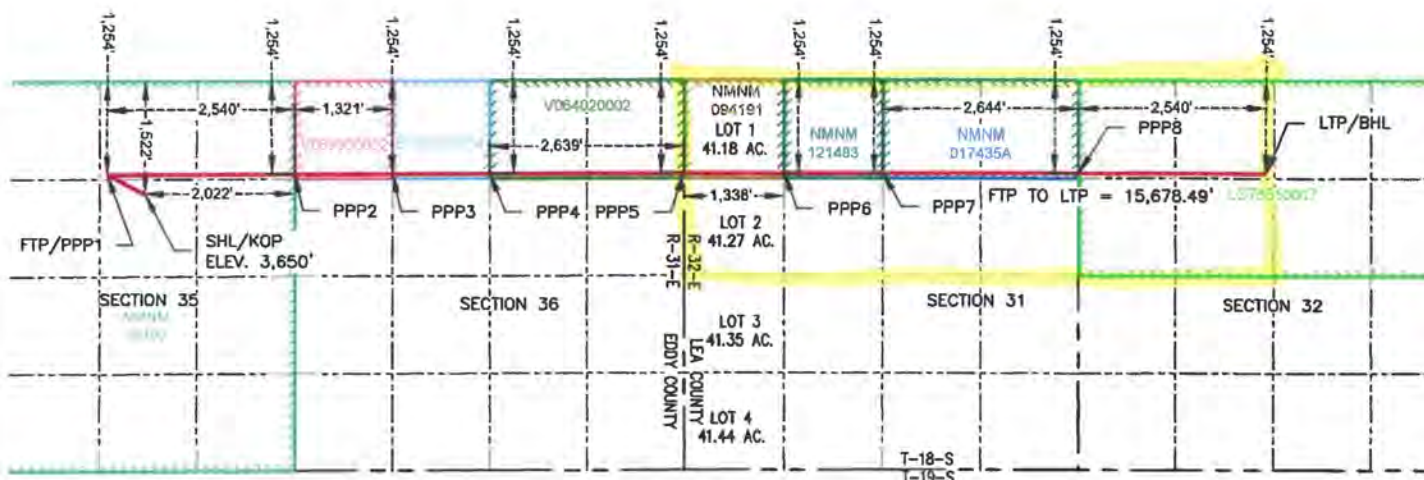 1,254' 1,254' 1,254' 1,254' 1,254' 1,254' 1,254' 1,254' 1,254'
2,540' 1,321' V064020002 NMNM 2,644' 2,540'
094191
1,522' LOT 1 NMNM NMNM PPP8 LTP/BHL
41.18 AC. 121483 017435A
2,639'
2,022' 1,338' FTP TO LTP = 15,678.49'
FTP/PPP1 SHL/KOP PPP2 PPP3 PPP4 PPP5 PPP6 PPP7
ELEV. 3,650'
LOT 2
41.27 AC.
R-31-E
R-32-E
SECTION 35 SECTION 36 SECTION 31 SECTION 32
NMNM
LOT 3
41.35 AC.
EDDY COUNTY
LEA COUNTY
LOT 4
41.44 AC.
T-18-S
T-19-S